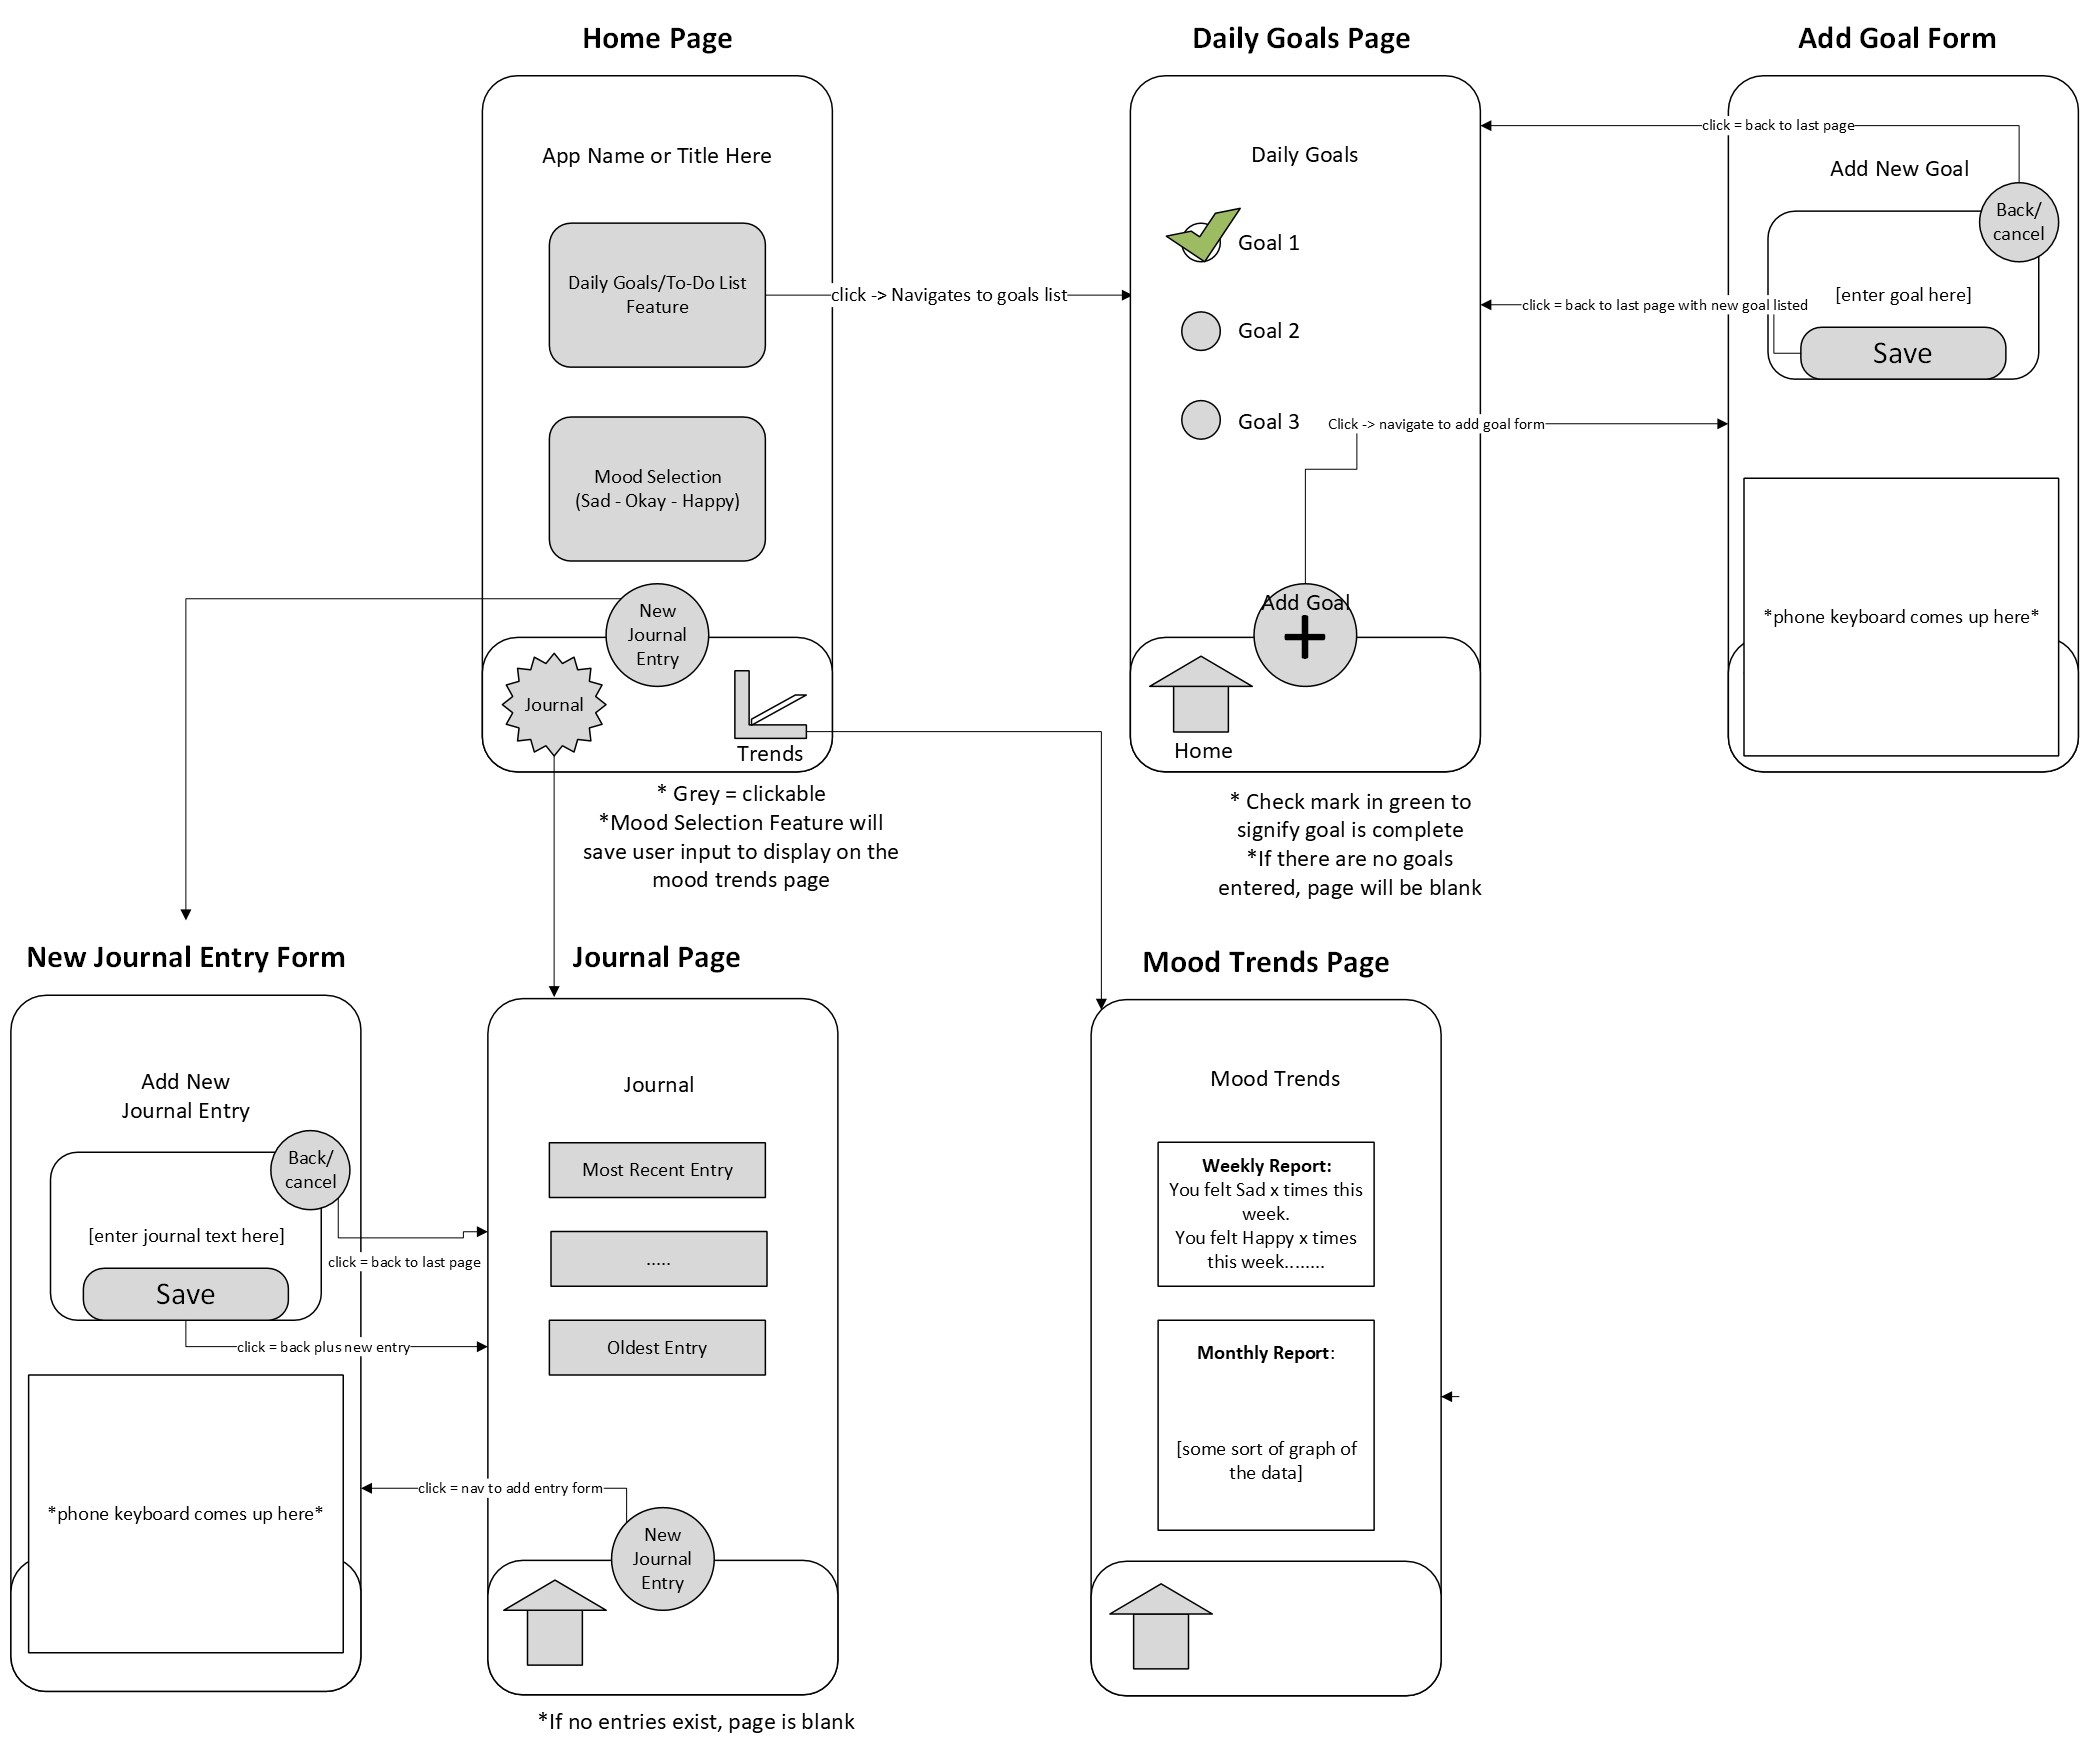 Home Page
App Name or Title Here
Daily Goals/To-Do List
Feature
click -> Navigates to goals list
Mood Selection
(Sad - Okay - Happy)
New
Journal
Entry
Journal
Trends
* Grey = clickable
*Mood Selection Feature will
save user input to display on the
mood trends page
Daily Goals Page
Daily Goals
Goal 1
Goal 2
Goal 3
Click -> navigate to add goal form
Add Goal
Home
* Check mark in green to
signify goal is complete
*If there are no goals
entered, page will be blank
Add Goal Form
click = back to last page
Add New Goal
Back/
cancel
[enter goal here]
click = back to last page with new goal listed
Save
*phone keyboard comes up here*
New Journal Entry Form
Add New
Journal Entry
Back/
cancel
[enter journal text here]
click = back to last page
Save
click = back plus new entry
*phone keyboard comes up here*
Journal Page
Journal
Most Recent Entry
.....
Oldest Entry
click = nav to add entry form
New
Journal
Entry
*If no entries exist, page is blank
Mood Trends Page
Mood Trends
Weekly Report:
You felt Sad x times this
week.
You felt Happy x times
this week........
Monthly Report:
[some sort of graph of
the data]